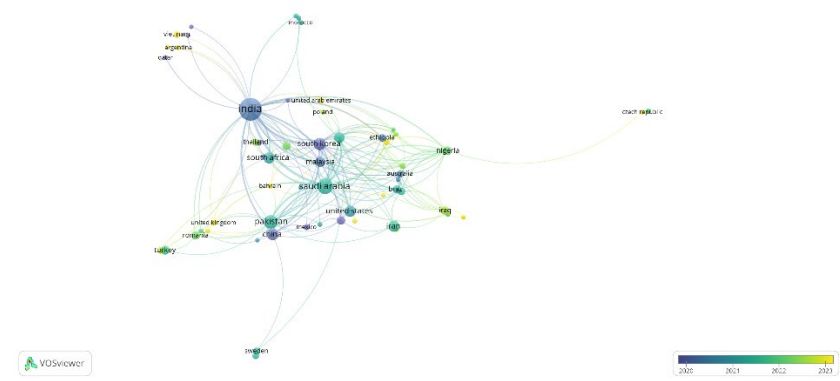 morocco
argentina
qatar
india
united arab emirates
poland
czech republic
thailand
south korea
ethiopia
nigeria
south africa
malaysia
australia
bahrain
saudi arabia
iraq
united states
pakistan
united kingdom
mexico
iran
china
romania
turkey
sweden
VOSviewer
2020 2021 2022 2023